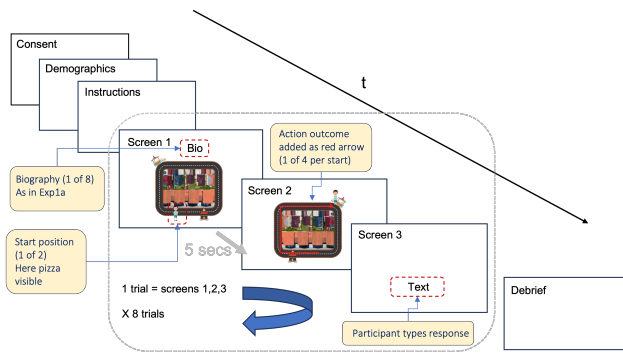 Consent
Demographics
Instructions
t
Screen 1
Bio
Biography (1 of 8)
As in Exp1a
Start position
(1 of 2)
Here pizza
visible
5 secs
Action outcome
added as red arrow
(1 of 4 per start)
Screen 2
Screen 3
Text
Participant types response
1 trial = screens 1,2,3
X 8 trials
Debrief